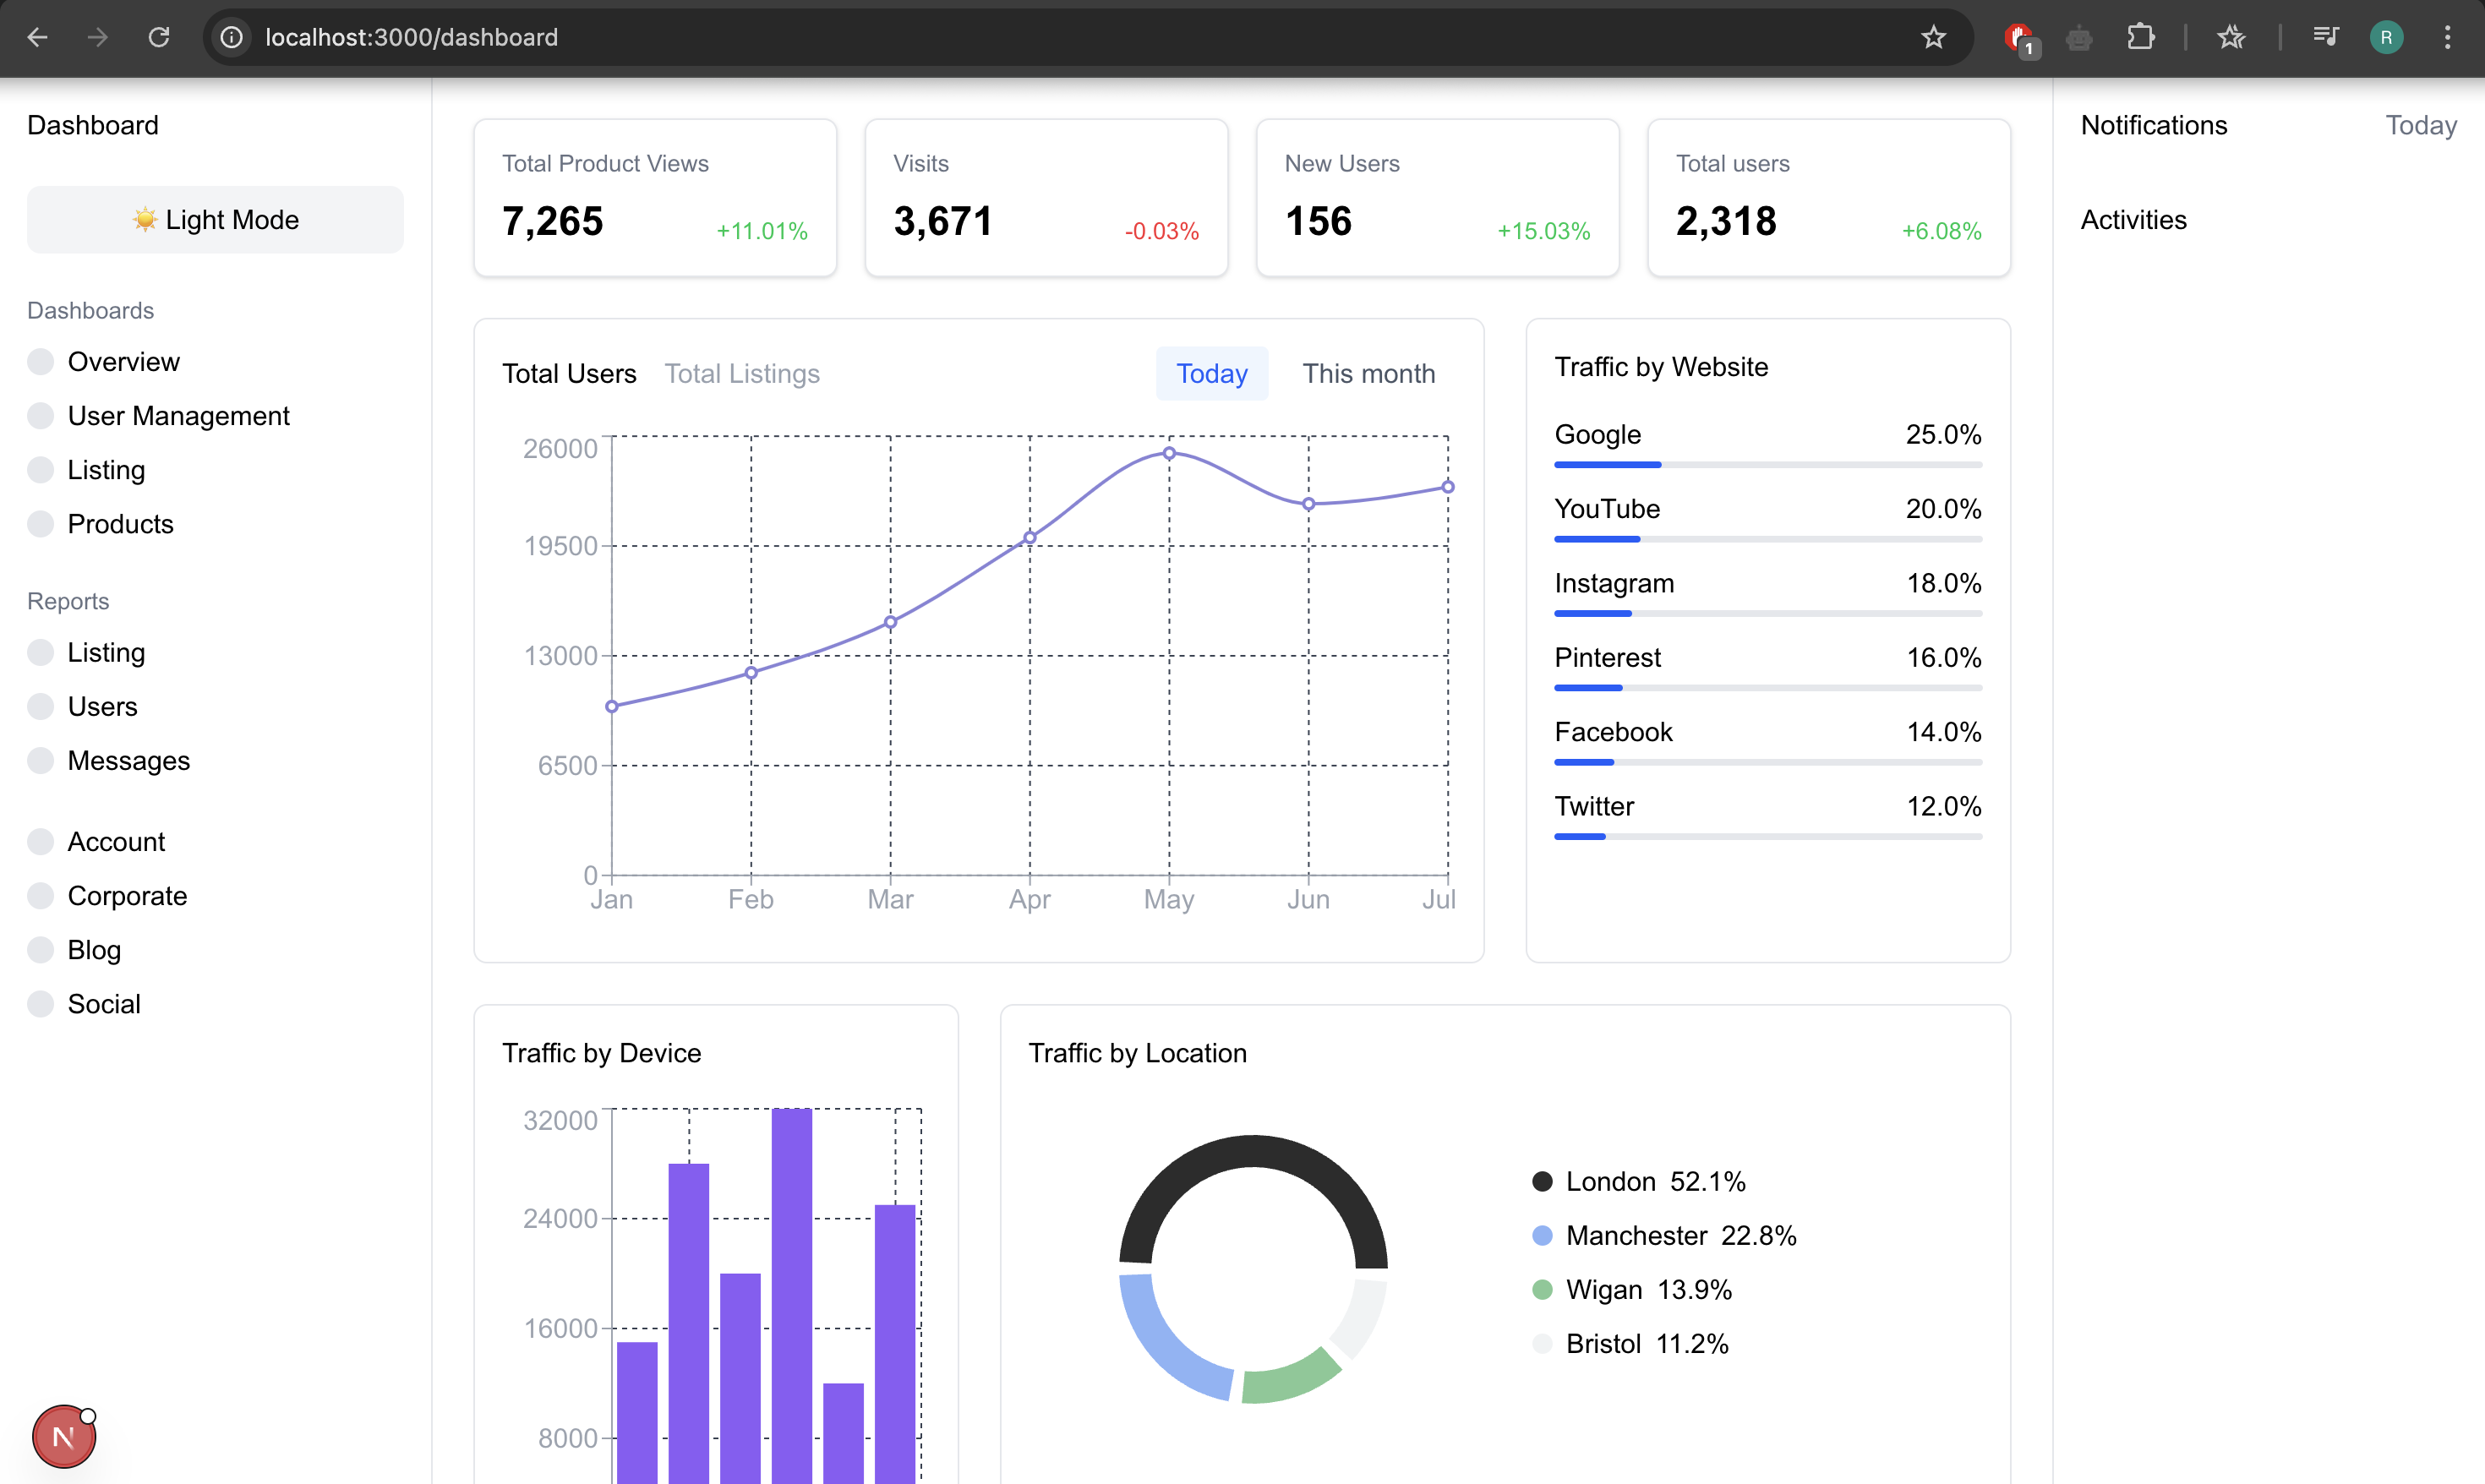 localhost:3000/dashboard
1
R
Dashboard
☀️ Light Mode
Dashboards
Overview
User Management
Listing
Products
Reports
Listing
Users
Messages
Account
Corporate
Blog
Social
N
Total Product Views
7,265 +11.01%
Visits
3,671 -0.03%
New Users
156 +15.03%
Total users
2,318 +6.08%
Total Users Total Listings Today This month
26000
19500
13000
6500
0
Jan Feb Mar Apr May Jun Jul
Traffic by Website
Google 25.0%
YouTube 20.0%
Instagram 18.0%
Pinterest 16.0%
Facebook 14.0%
Twitter 12.0%
Traffic by Device
32000
24000
16000
8000
Traffic by Location
London 52.1%
Manchester 22.8%
Wigan 13.9%
Bristol 11.2%
Notifications Today
Activities